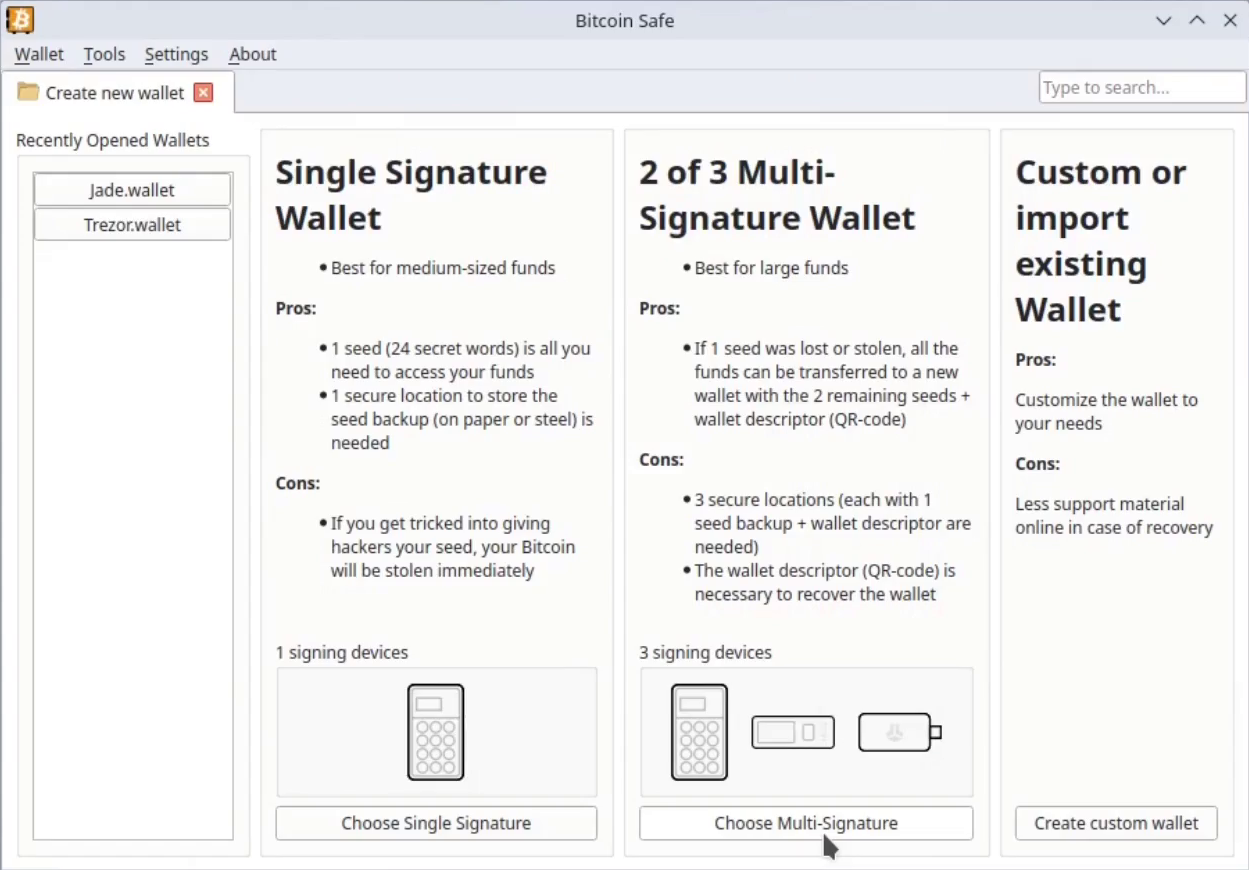 Bitcoin Safe
Wallet Tools Settings About
Create new wallet
Type to search...
Recently Opened Wallets
Jade.wallet
Trezor.wallet
Single Signature
Wallet
• Best for medium-sized funds
Pros:
• 1 seed (24 secret words) is all you
need to access your funds
• 1 secure location to store the
seed backup (on paper or steel) is
needed
Cons:
• If you get tricked into giving
hackers your seed, your Bitcoin
will be stolen immediately
1 signing devices
Choose Single Signature
2 of 3 Multi-
Signature Wallet
• Best for large funds
Pros:
• If 1 seed was lost or stolen, all the
funds can be transferred to a new
wallet with the 2 remaining seeds +
wallet descriptor (QR-code)
Cons:
• 3 secure locations (each with 1
seed backup + wallet descriptor are
needed)
• The wallet descriptor (QR-code) is
necessary to recover the wallet
3 signing devices
Choose Multi-Signature
Custom or
import
existing
Wallet
Pros:
Customize the wallet to
your needs
Cons:
Less support material
online in case of recovery
Create custom wallet